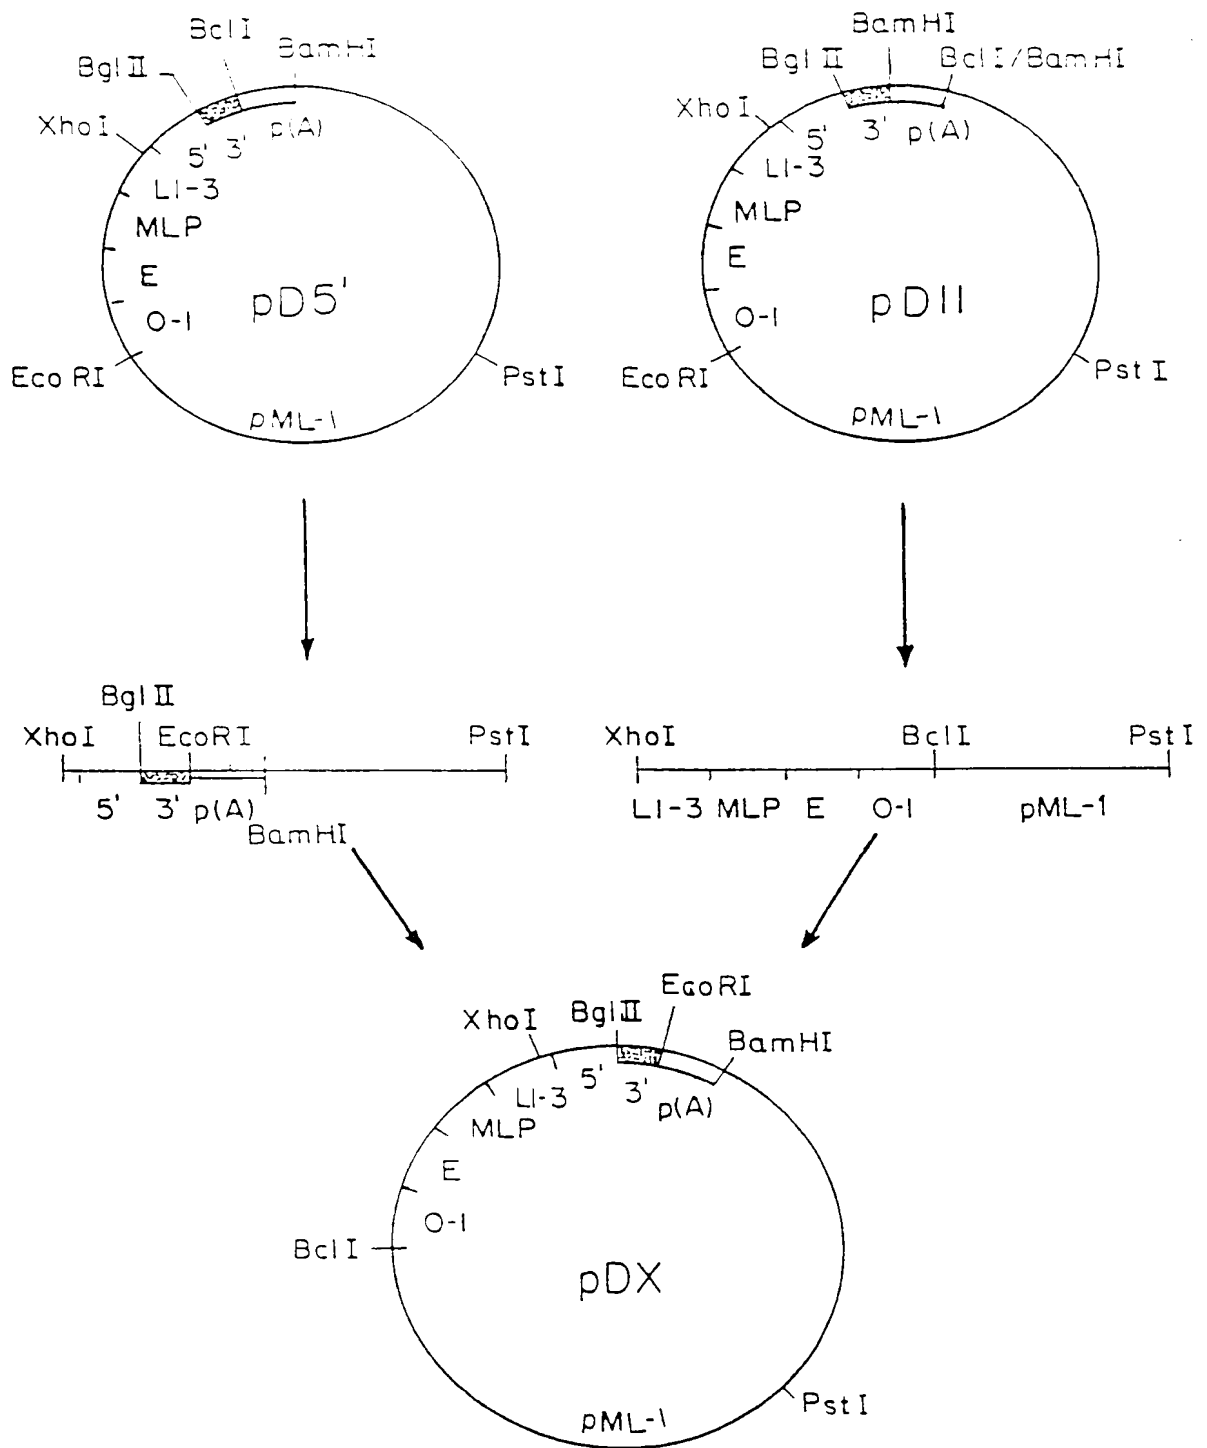 BclI
BamHI
BglII
XhoI
5' 3' p(A)
L1-3
MLP
E
O-1
pD5'
EcoRI
PstI
pML-1
BamHI
BglII
BclI/BamHI
XhoI
5' 3' p(A)
L1-3
MLP
E
O-1
pD11
EcoRI
PstI
pML-1
BglII
XhoI EcoRI PstI
5' 3' p(A)
BamHI
XhoI BclI PstI
L1-3 MLP E O-1 pML-1
EcoRI
BglII
XhoI
BamHI
5' 3' p(A)
L1-3
MLP
E
O-1
BclI
pDX
PstI
pML-1